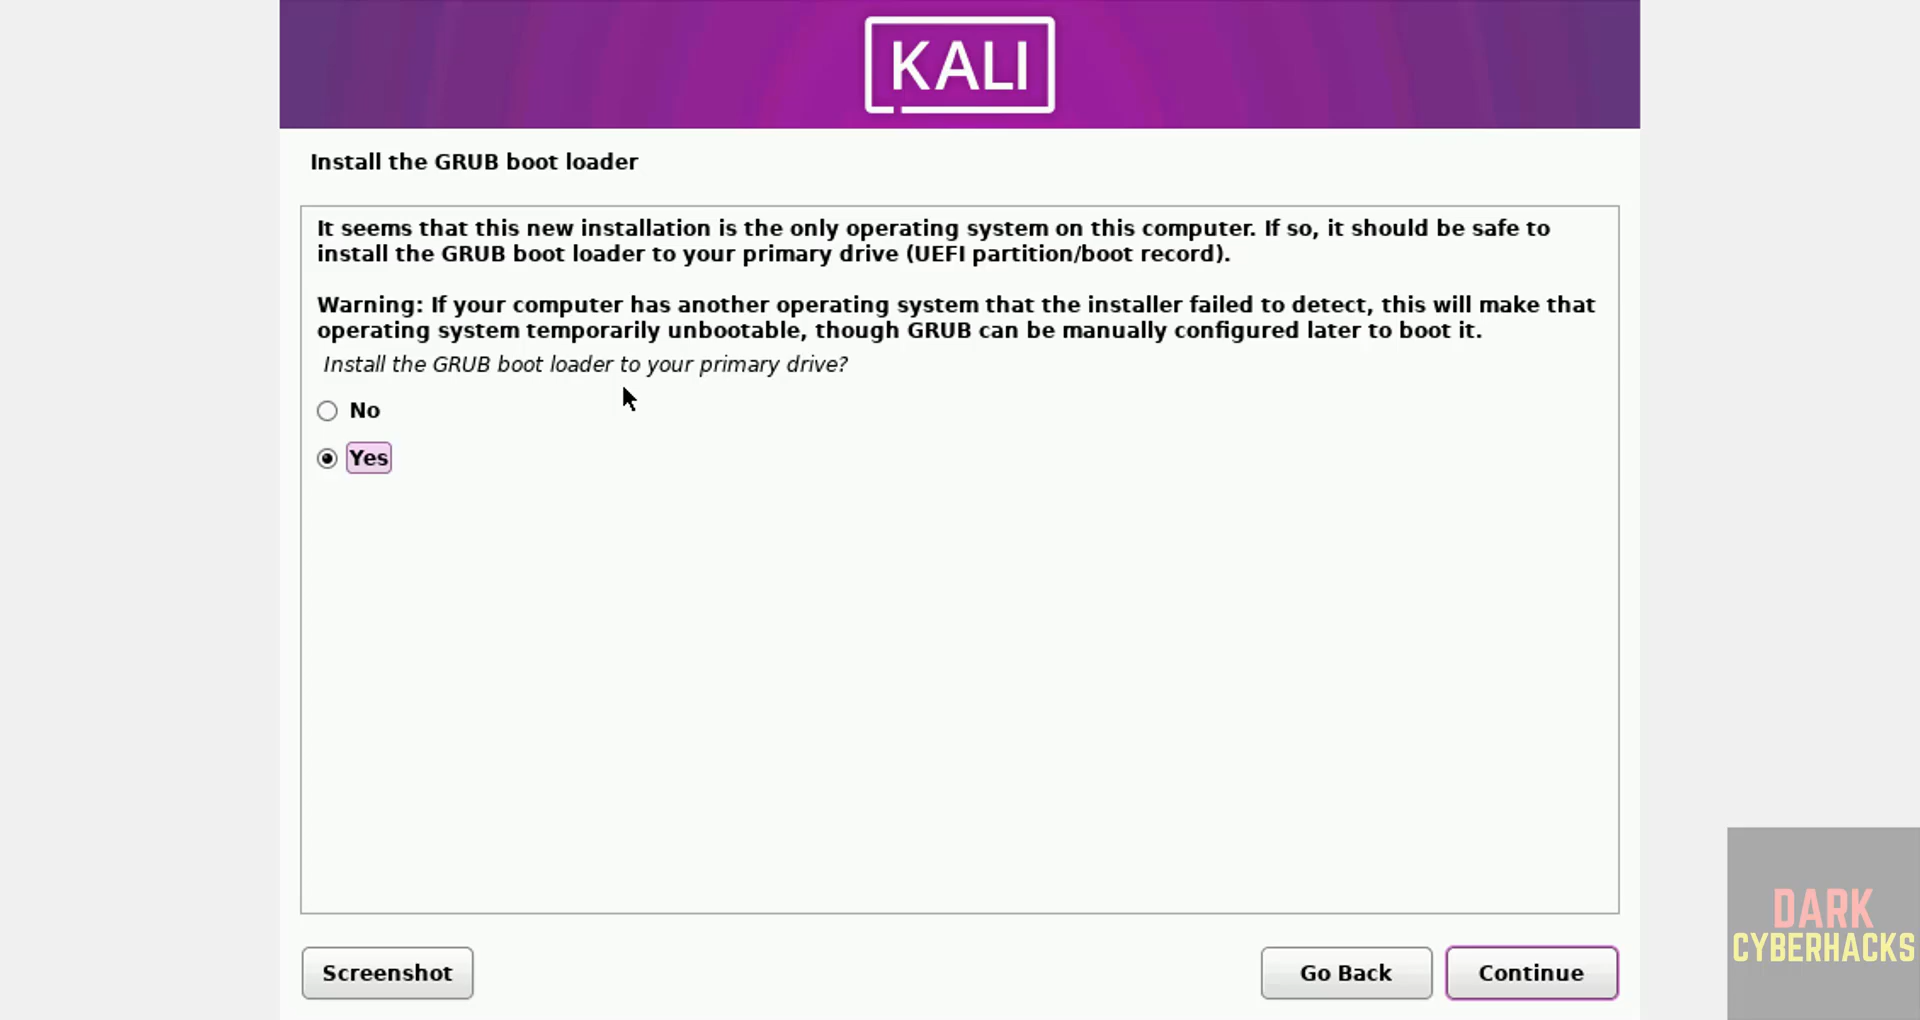 KALI
Install the GRUB boot loader
It seems that this new installation is the only operating system on this computer. If so, it should be safe to
install the GRUB boot loader to your primary drive (UEFI partition/boot record).
Warning: If your computer has another operating system that the installer failed to detect, this will make that
operating system temporarily unbootable, though GRUB can be manually configured later to boot it.
Install the GRUB boot loader to your primary drive?
No
Yes
Screenshot
Go Back
Continue
DARK
CYBERHACKS